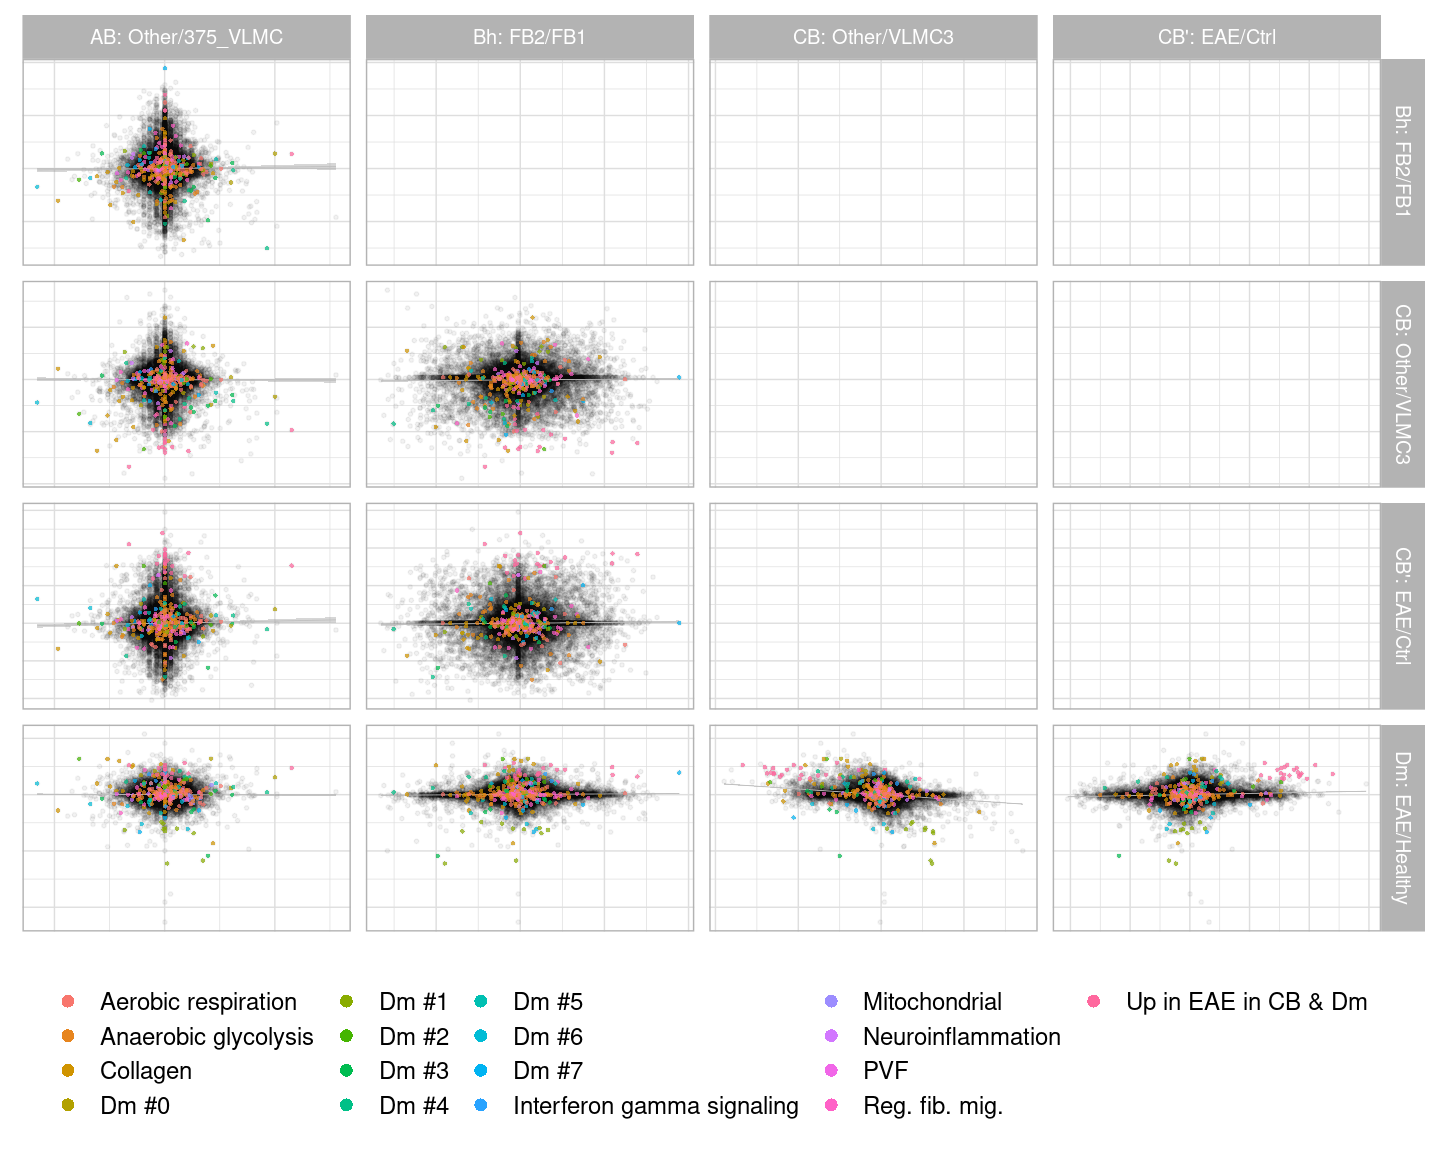 AB: Other/375_VLMC
Bh: FB2/FB1
CB: Other/VLMC3
CB': EAE/Ctrl
Bh: FB2/FB1
CB: Other/VLMC3
CB': EAE/Ctrl
Dm: EAE/Healthy
Aerobic respiration
Anaerobic glycolysis
Collagen
Dm #0
Dm #1
Dm #2
Dm #3
Dm #4
Dm #5
Dm #6
Dm #7
Interferon gamma signaling
Mitochondrial
Neuroinflammation
PVF
Reg. fib. mig.
Up in EAE in CB & Dm